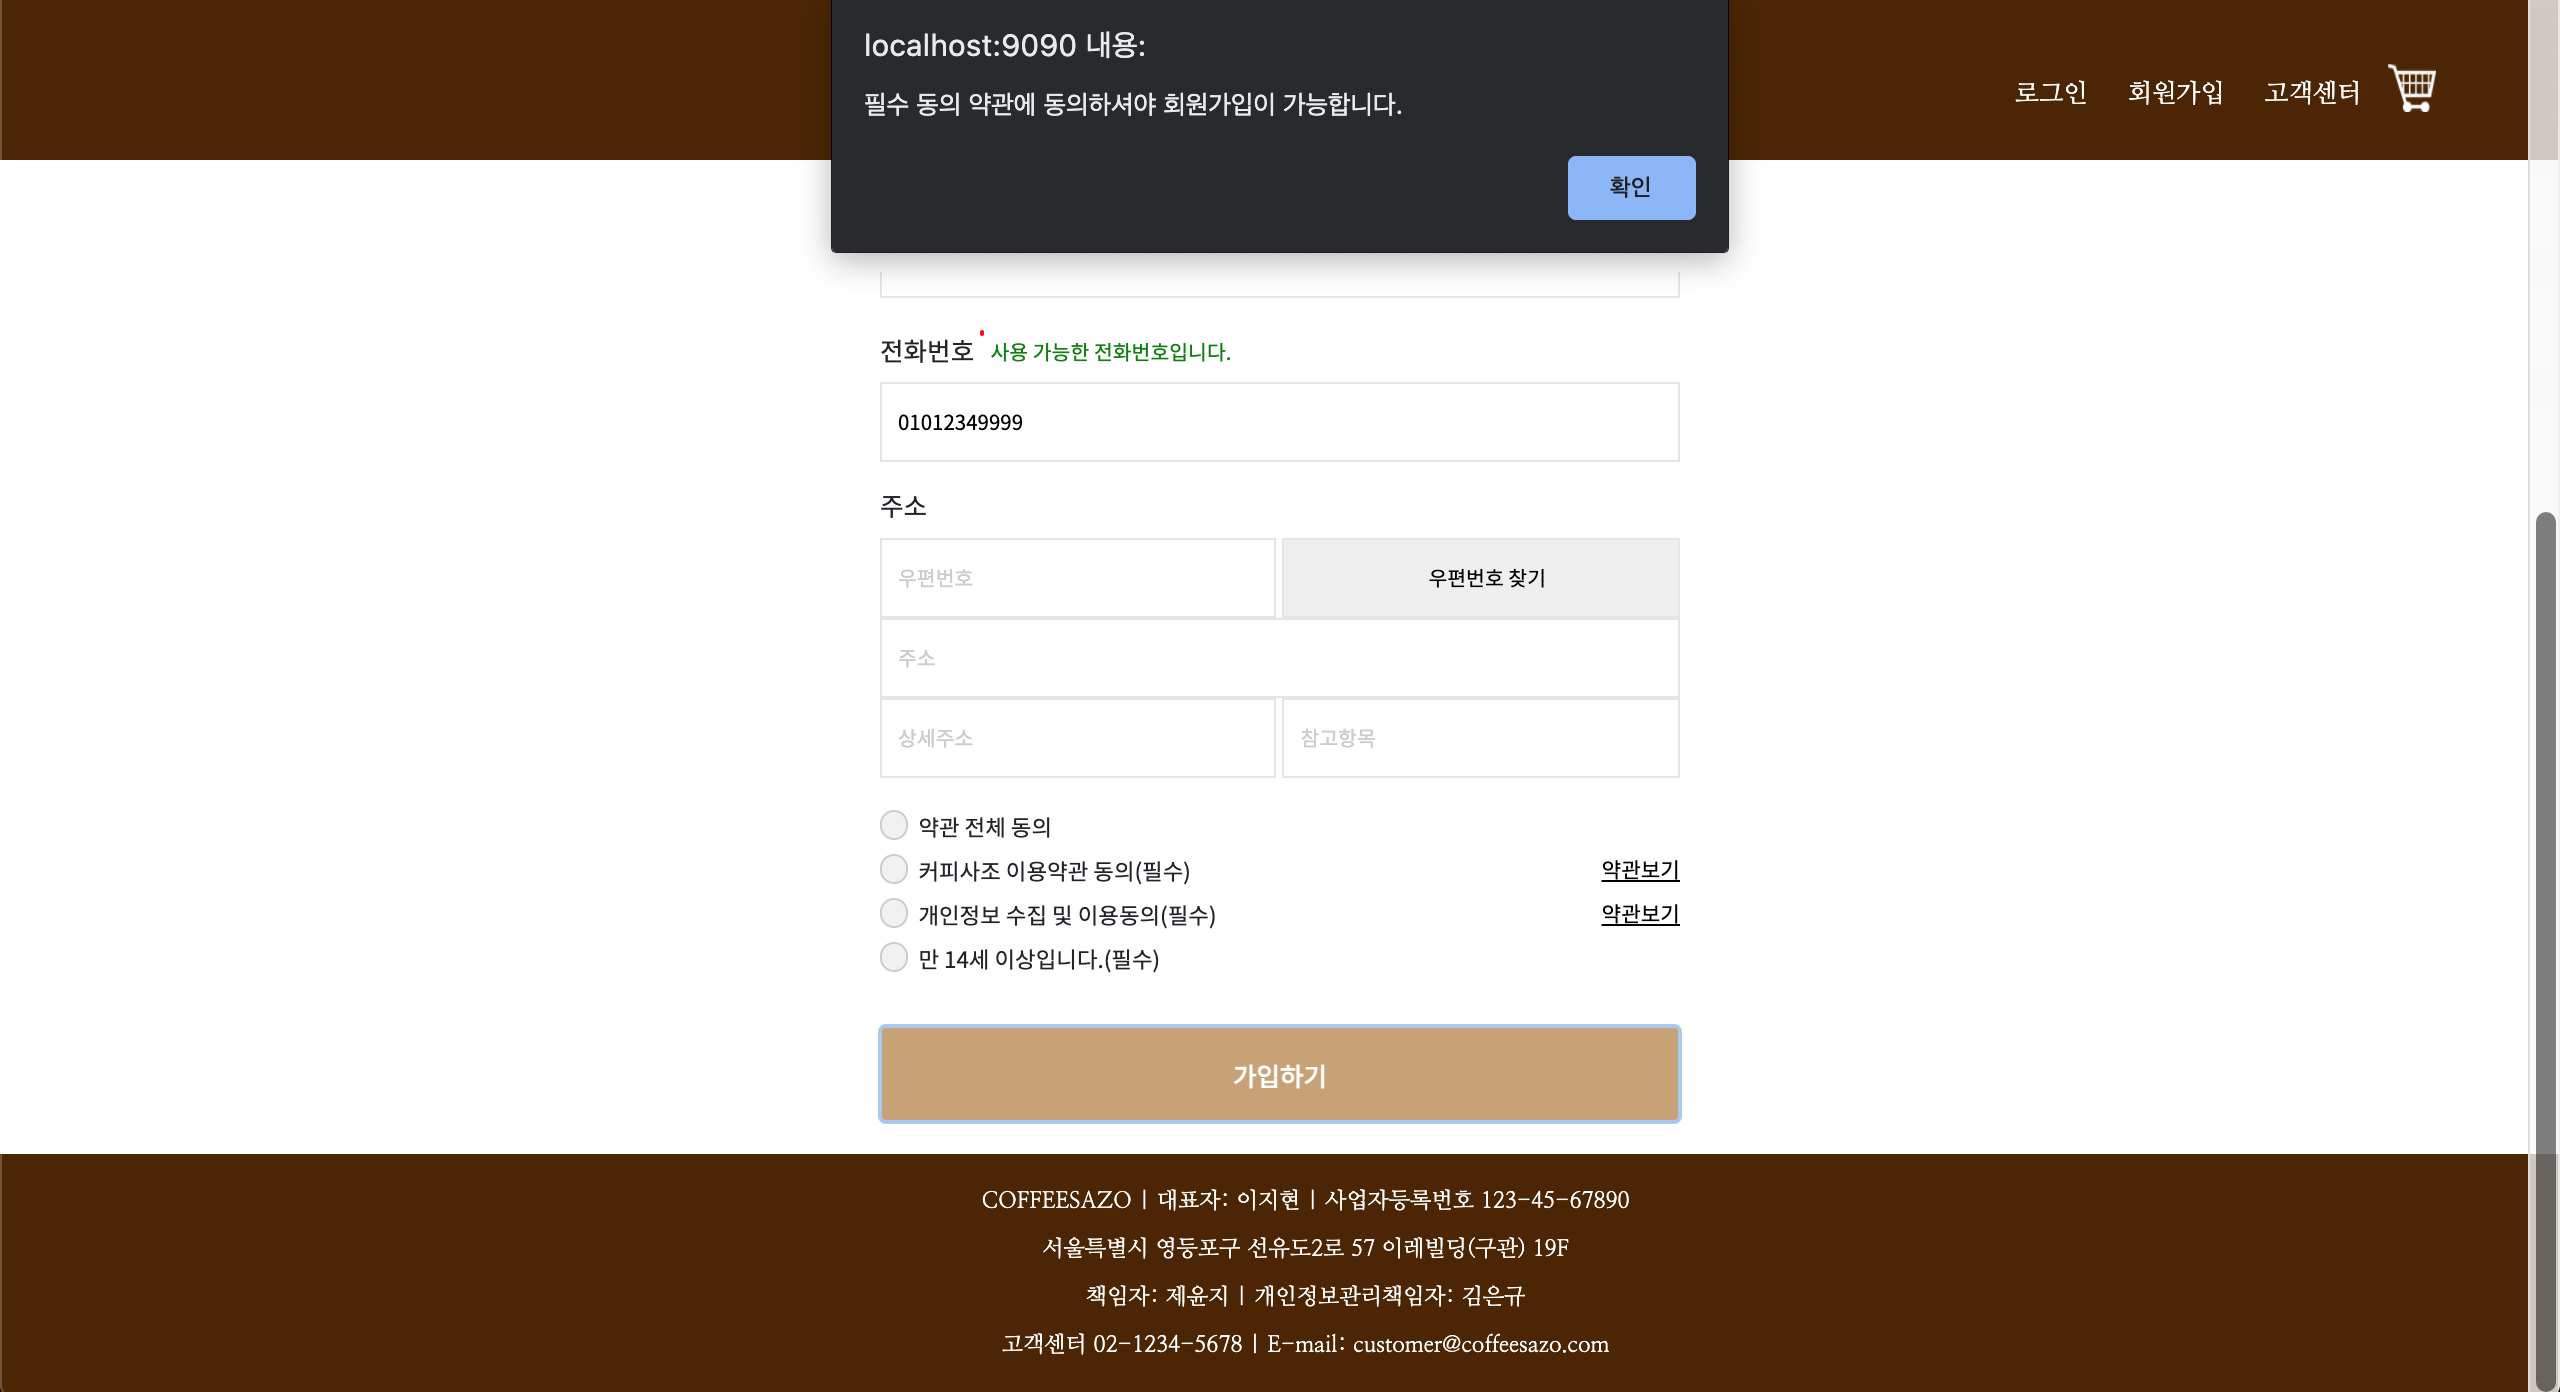 localhost:9090 내용:
필수 동의 약관에 동의하셔야 회원가입이 가능합니다.
확인
로그인 회원가입 고객센터
전화번호 사용 가능한 전화번호입니다.
01012349999
주소
우편번호 우편번호 찾기
주소
상세주소 참고항목
약관 전체 동의
커피사조 이용약관 동의(필수) 약관보기
개인정보 수집 및 이용동의(필수) 약관보기
만 14세 이상입니다.(필수)
가입하기
COFFEESAZO | 대표자: 이지현 | 사업자등록번호 123-45-67890
서울특별시 영등포구 선유도2로 57 이레빌딩(구관) 19F
책임자: 제윤지 | 개인정보관리책임자: 김은규
고객센터 02-1234-5678 | E-mail: customer@coffeesazo.com